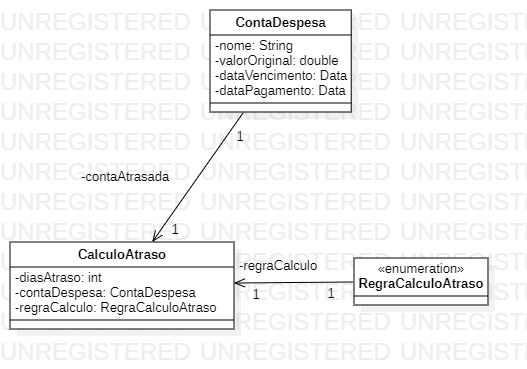 UNREGISTERED UNREGISTERED UNREGISTERED
ContaDespesa
-nome: String
-valorOriginal: double
-dataVencimento: Data
-dataPagamento: Data
1
-contaAtrasada
1
CalculoAtraso
-diasAtraso: int
-contaDespesa: ContaDespesa
-regraCalculo: RegraCalculoAtraso
-regraCalculo
1
1
«enumeration»
RegraCalculoAtraso